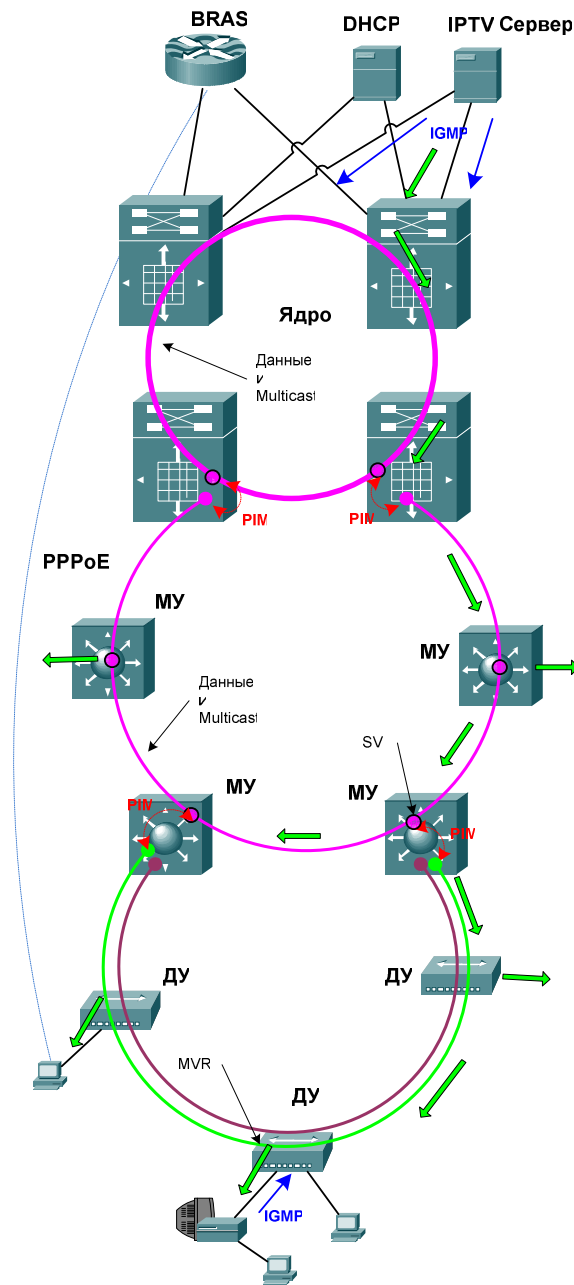 BRAS
DHCP
IPTV Сервер
IGMP
Ядро
Данные
и
Multicast
PIM
PIM
PPPoE
МУ
МУ
Данные
и
Multicast
SV
МУ
МУ
PIM
PIM
ДУ
ДУ
MVR
ДУ
IGMP